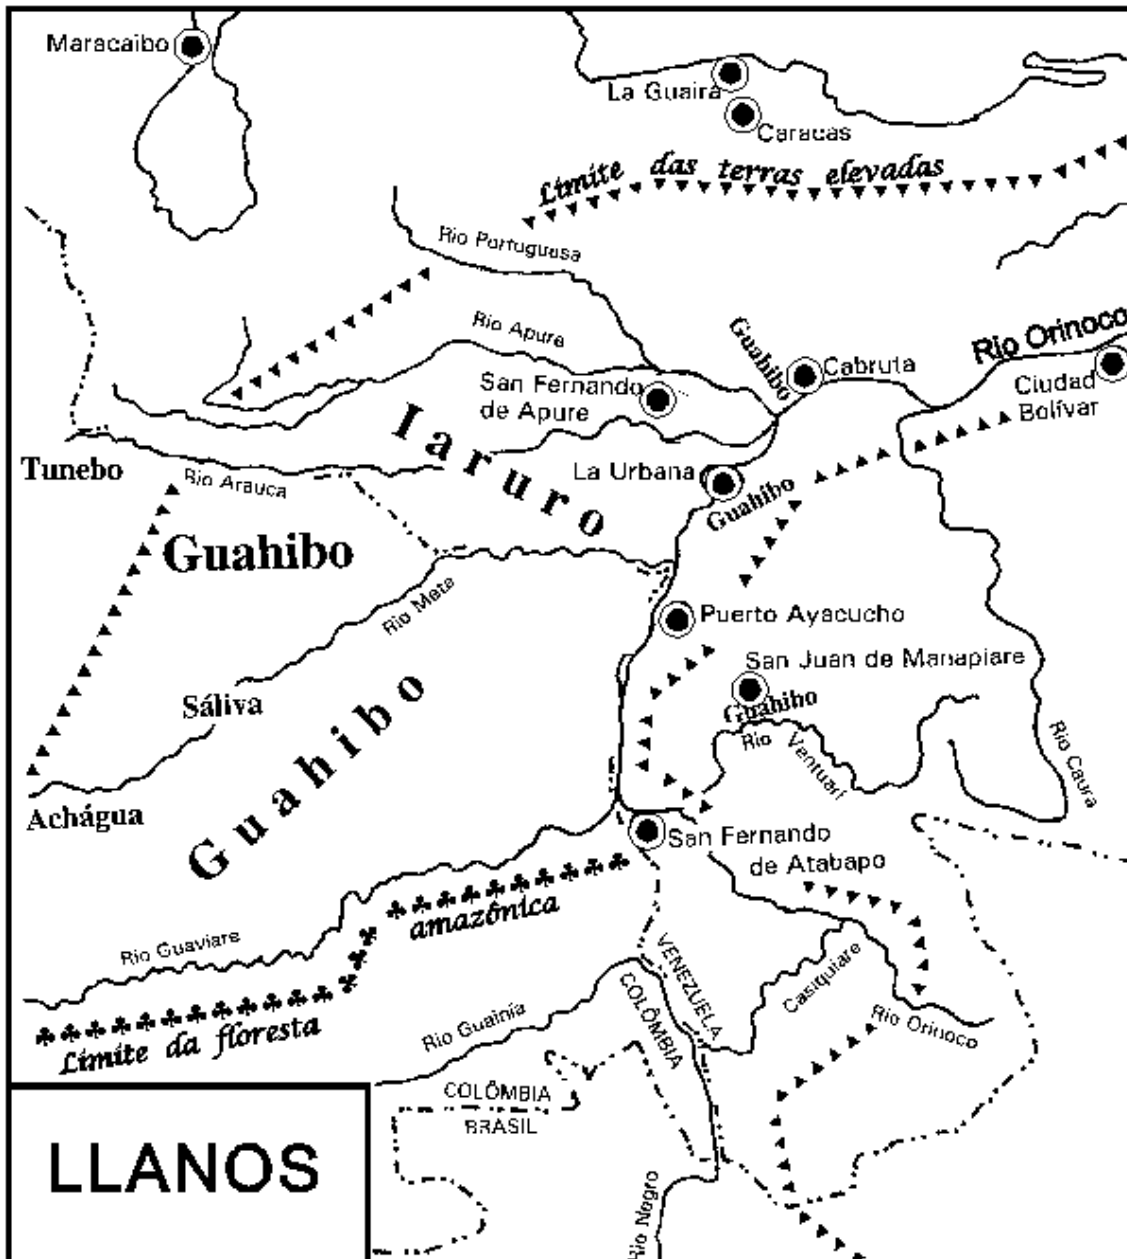 Maracaibo
La Guaira
Caracas
Límite das terras elevadas
Rio Portuguesa
Rio Apure
Guahibo
Rio Orinoco
Cabruta
San Fernando
de Apure
Ciudad
Bolívar
Iaruro
Tunebo
Rio Arauca
La Urbana
Guahibo
Guahibo
Rio Meta
Puerto Ayacucho
San Juan de Manapiare
Guahibo
Rio Ventuari
Sáliva
Guahibo
Rio Caura
Achágua
San Fernando
de Atabapo
amazônica
Rio Guaviare
Límite da floresta
VENEZUELA
COLÔMBIA
Casiquiare
Rio Orinoco
Rio Guainía
COLÔMBIA
BRASIL
LLANOS
Rio Negro